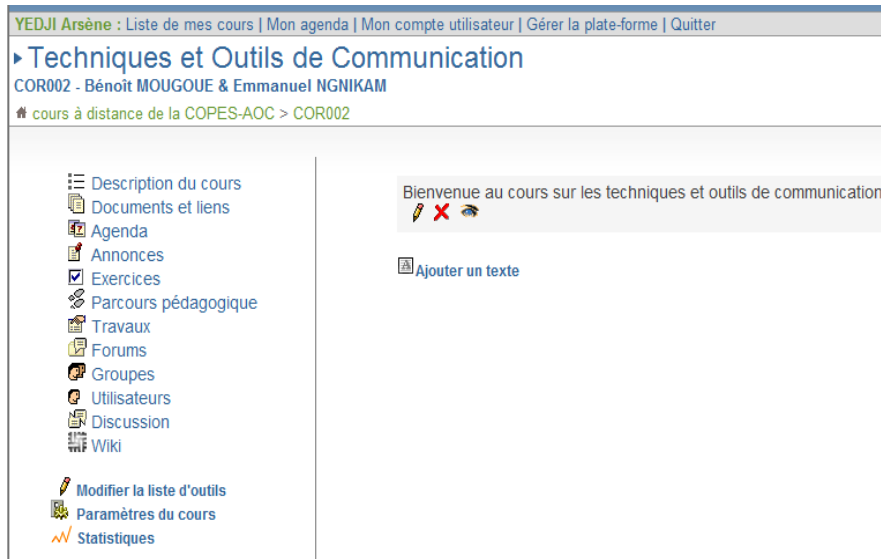 YEDJI Arsène : Liste de mes cours | Mon agenda | Mon compte utilisateur | Gérer la plate-forme | Quitter
Techniques et Outils de Communication
COR002 - Bénoît MOUGOUE & Emmanuel NGNIKAM
cours à distance de la COPES-AOC > COR002
Description du cours
Documents et liens
Agenda
Annonces
Exercices
Parcours pédagogique
Travaux
Forums
Groupes
Utilisateurs
Discussion
Wiki
Modifier la liste d'outils
Paramètres du cours
Statistiques
Bienvenue au cours sur les techniques et outils de communication
Ajouter un texte